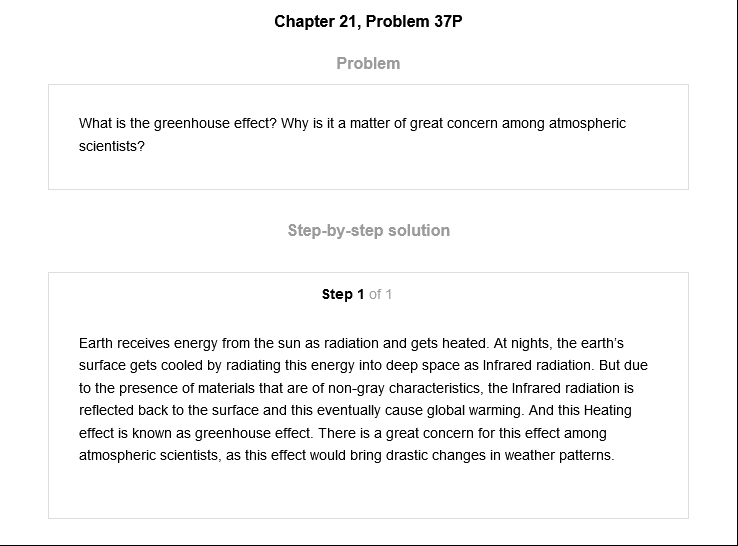 Chapter 21, Problem 37P
Problem
What is the greenhouse effect? Why is it a matter of great concern among atmospheric
scientists?
Step-by-step solution
Step 1 of 1
Earth receives energy from the sun as radiation and gets heated. At nights, the earth's
surface gets cooled by radiating this energy into deep space as Infrared radiation. But due
to the presence of materials that are of non-gray characteristics, the Infrared radiation is
reflected back to the surface and this eventually cause global warming. And this Heating
effect is known as greenhouse effect. There is a great concern for this effect among
atmospheric scientists, as this effect would bring drastic changes in weather patterns.